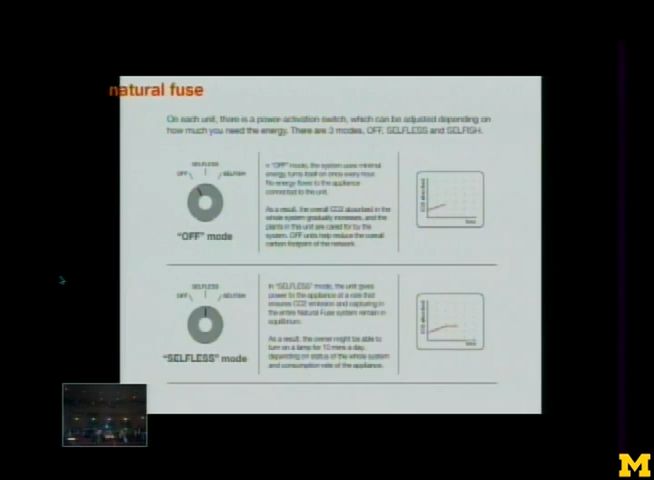 natural fuse
On each unit, there is a power-activation switch, which can be adjusted depending on
how much you need the energy. There are 3 modes, OFF, SELFLESS and SELFISH.
SELFLESS
OFF
SELFISH
"OFF" mode
In "OFF" mode, the system uses minimal
energy, turns itself on once every hour.
No energy flows to the appliance
connected to the unit.
As a result, the overall CO2 absorbed in the
whole system gradually increases, and the
plants in this unit are cared for by the
system. OFF units help reduce the overall
carbon footprint of the network.
CO2 absorbed
time
SELFLESS
OFF
SELFISH
"SELFLESS" mode
In "SELFLESS" mode, the unit gives
power to the appliance at a rate that
ensures CO2 emission and capturing in
the entire Natural Fuse system remain in
equilibrium.
As a result, the owner might be able to
turn on a lamp for 10 mins a day,
depending on status of the whole system
and consumption rate of the appliance.
CO2 absorbed
time
M